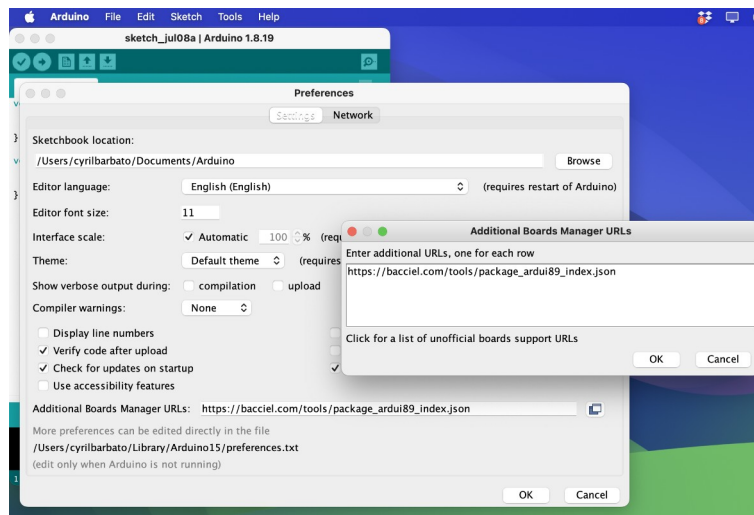 Arduino File Edit Sketch Tools Help
sketch_jul08a | Arduino 1.8.19
Preferences
Settings Network
Sketchbook location:
/Users/cyrilbarbato/Documents/Arduino Browse
Editor language: English (English) (requires restart of Arduino)
Editor font size: 11
Interface scale: Automatic 100 % (requ
Theme: Default theme (requires
Show verbose output during: compilation upload
Compiler warnings: None
Display line numbers
Verify code after upload
Check for updates on startup
Use accessibility features
Additional Boards Manager URLs: https://bacciel.com/tools/package_ardui89_index.json
More preferences can be edited directly in the file
/Users/cyrilbarbato/Library/Arduino15/preferences.txt
(edit only when Arduino is not running)
OK Cancel
Additional Boards Manager URLs
Enter additional URLs, one for each row
https://bacciel.com/tools/package_ardui89_index.json
Click for a list of unofficial boards support URLs
OK Cancel